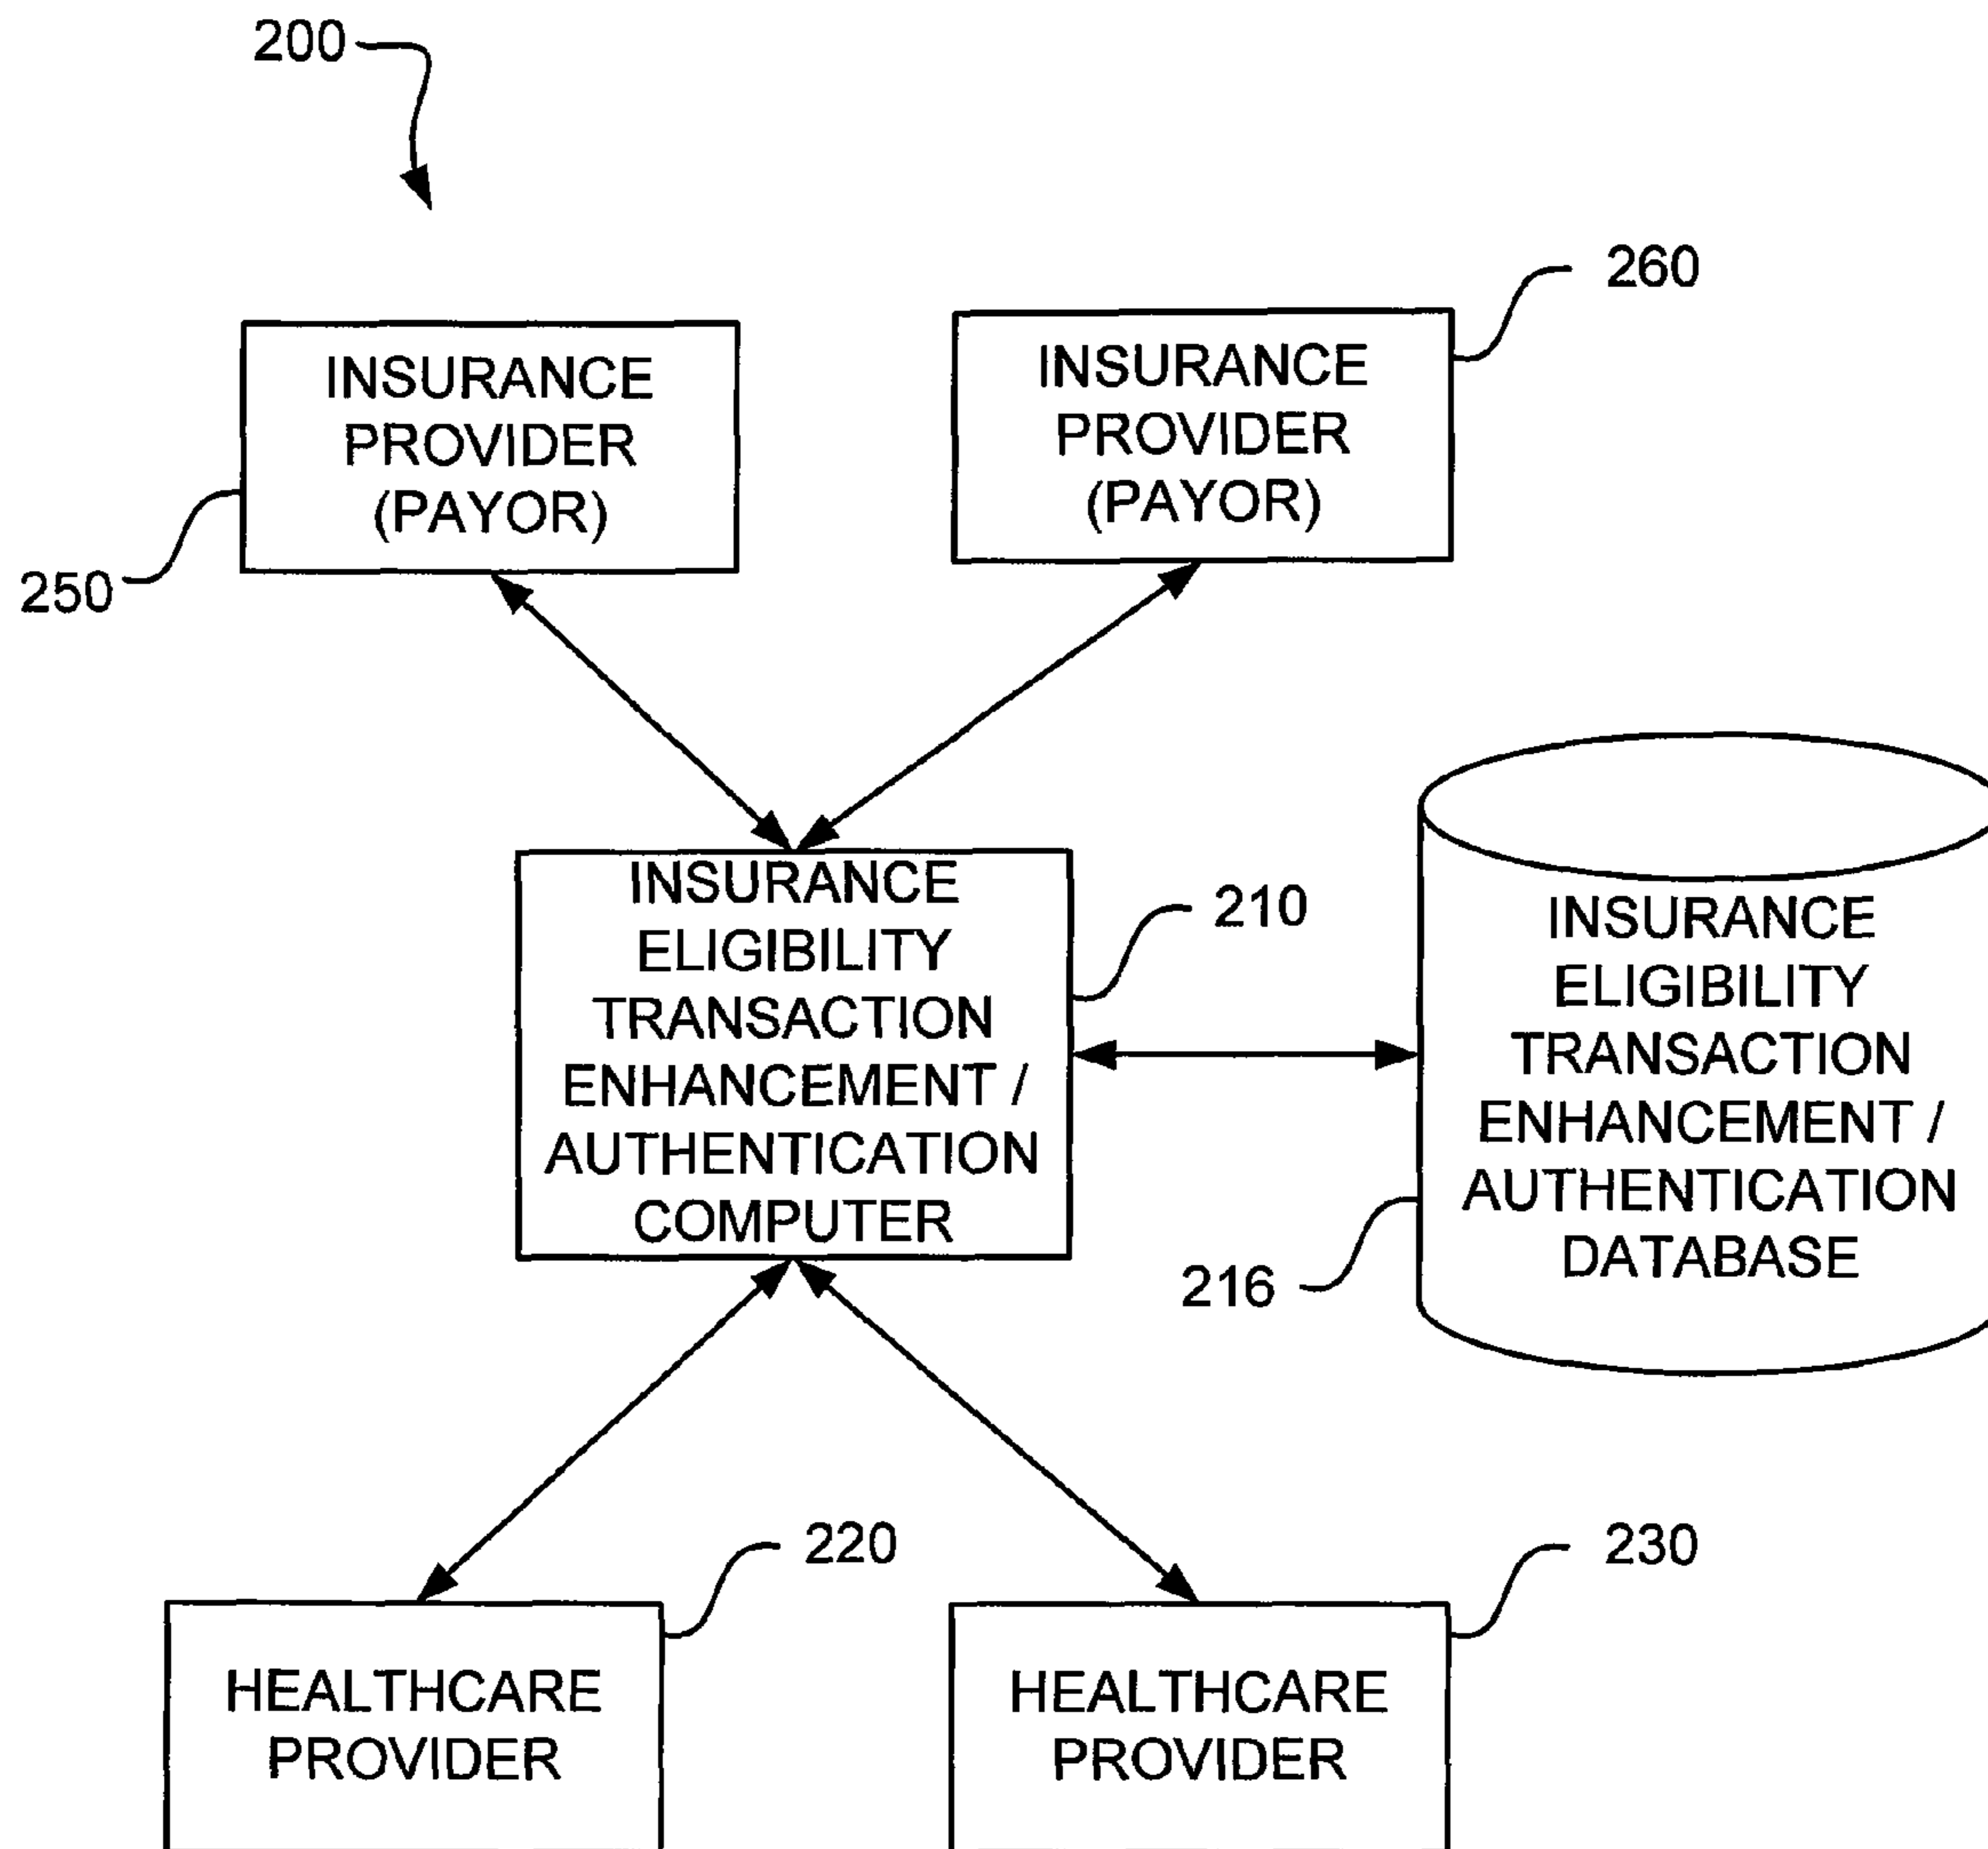 200
260
INSURANCE
PROVIDER
(PAYOR)
INSURANCE
PROVIDER
(PAYOR)
250
INSURANCE
ELIGIBILITY
TRANSACTION
ENHANCEMENT /
AUTHENTICATION
COMPUTER
210
INSURANCE
ELIGIBILITY
TRANSACTION
ENHANCEMENT /
AUTHENTICATION
DATABASE
216
220
230
HEALTHCARE
PROVIDER
HEALTHCARE
PROVIDER